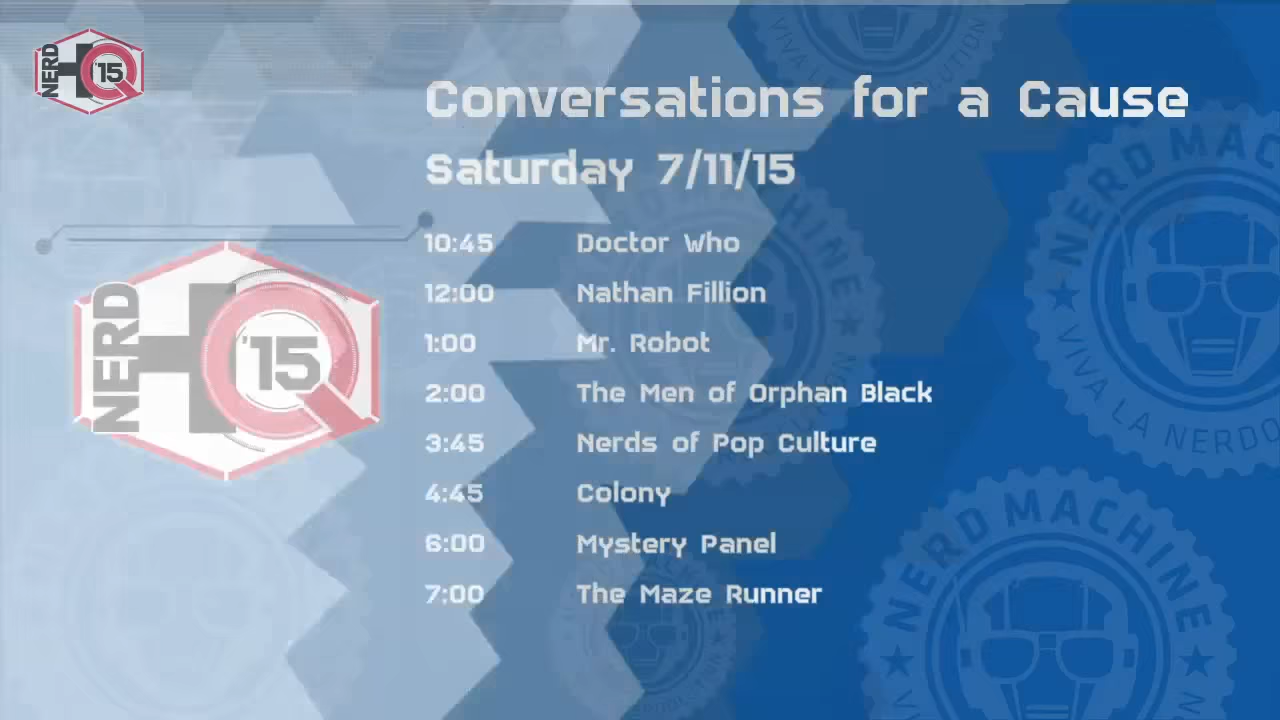 NERD HQ '15
Conversations for a Cause
Saturday 7/11/15
10:45 Doctor Who
12:00 Nathan Fillion
1:00 Mr. Robot
2:00 The Men of Orphan Black
3:45 Nerds of Pop Culture
4:45 Colony
6:00 Mystery Panel
7:00 The Maze Runner
NERD HQ '15
NERD MACHINE
VIVA LA NERDO
NERD MACHINE